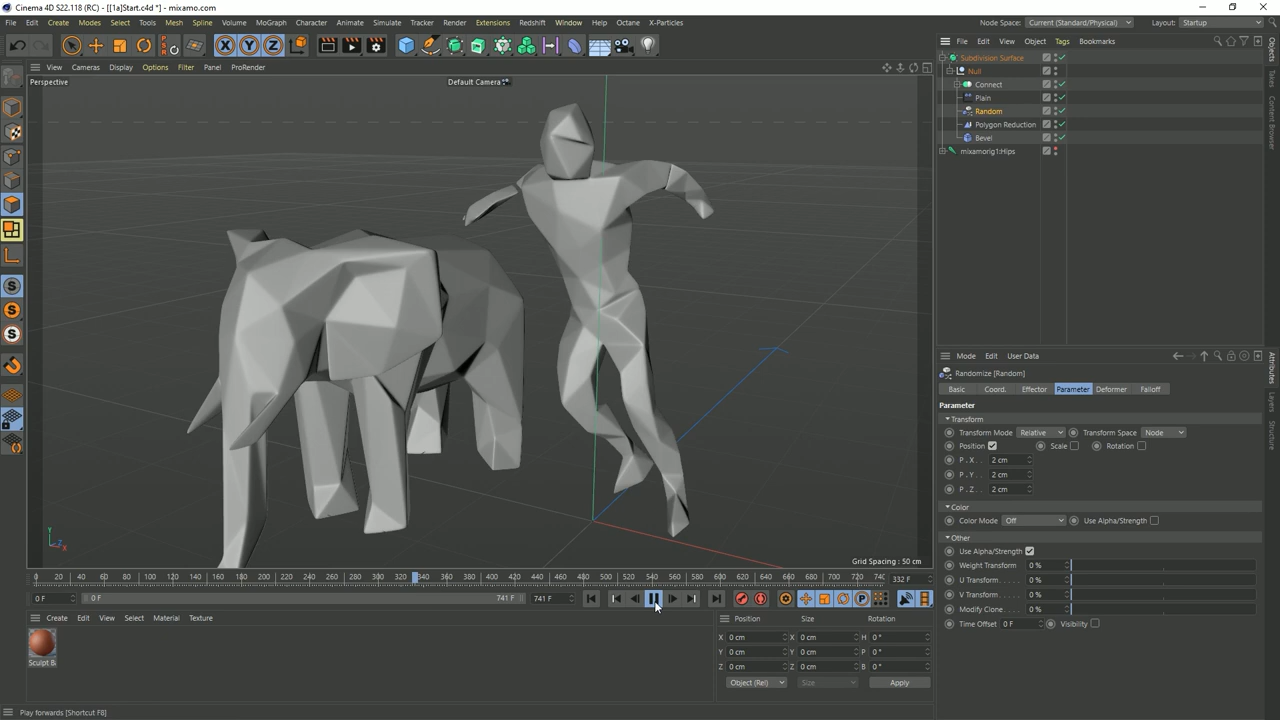 Cinema 4D S22.118 (RC) - [[1a]Start.c4d *] - mixamo.com
File Edit Create Modes Select Tools Mesh Spline Volume MoGraph Character Animate Simulate Tracker Render Extensions Redshift Window Help Octane X-Particles
Node Space: Current (Standard/Physical) Layout: Startup
View Cameras Display Options Filter Panel ProRender
Perspective
Default Camera
Grid Spacing : 50 cm
Y
Z
X
File Edit View Object Tags Bookmarks
Subdivision Surface
Null
Connect
Plain
Random
Polygon Reduction
Bevel
mixamorig1:Hips
Objects
Takes
Content Browser
Mode Edit User Data
Randomize [Random]
Basic Coord. Effector Parameter Deformer Falloff
Parameter
Transform
Transform Mode Relative Transform Space Node
Position Scale Rotation
P . X . . 2 cm
P . Y . . 2 cm
P . Z . . 2 cm
Color
Color Mode Off Use Alpha/Strength
Other
Use Alpha/Strength
Weight Transform 0 %
U Transform . . . . . 0 %
V Transform . . . . . 0 %
Modify Clone . . . . 0 %
Time Offset 0 F Visibility
Attributes
Layers
Structure
0 20 40 60 80 100 120 140 160 180 200 220 240 260 280 300 320 340 360 380 400 420 440 460 480 500 520 540 560 580 600 620 640 660 680 700 720 740 332 F
0 F 0 F 741 F 741 F
Create Edit View Select Material Texture
Position Size Rotation
X 0 cm X 0 cm H 0 °
Y 0 cm Y 0 cm P 0 °
Z 0 cm Z 0 cm B 0 °
Object (Rel) Size Apply
Sculpt B
Play forwards [Shortcut F8]